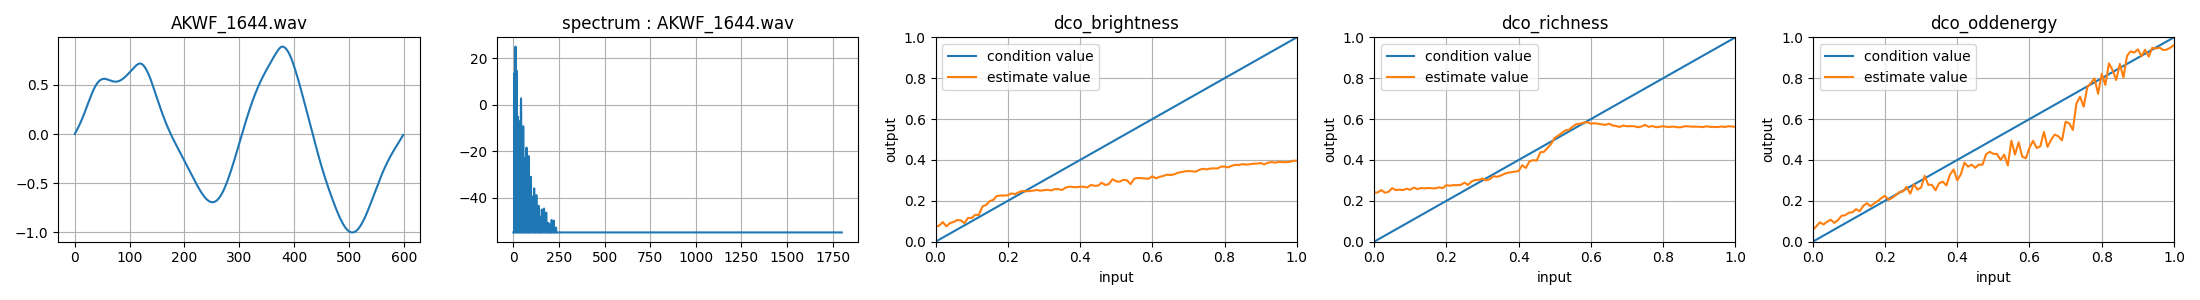 AKWF_1644.wav
0.5
0.0
−0.5
−1.0
0 100 200 300 400 500 600
spectrum : AKWF_1644.wav
20
0
−20
−40
0 250 500 750 1000 1250 1500 1750
dco_brightness
condition value
estimate value
output
1.0
0.8
0.6
0.4
0.2
0.0
0.0 0.2 0.4 0.6 0.8 1.0
input
dco_richness
condition value
estimate value
output
1.0
0.8
0.6
0.4
0.2
0.0
0.0 0.2 0.4 0.6 0.8 1.0
input
dco_oddenergy
condition value
estimate value
output
1.0
0.8
0.6
0.4
0.2
0.0
0.0 0.2 0.4 0.6 0.8 1.0
input